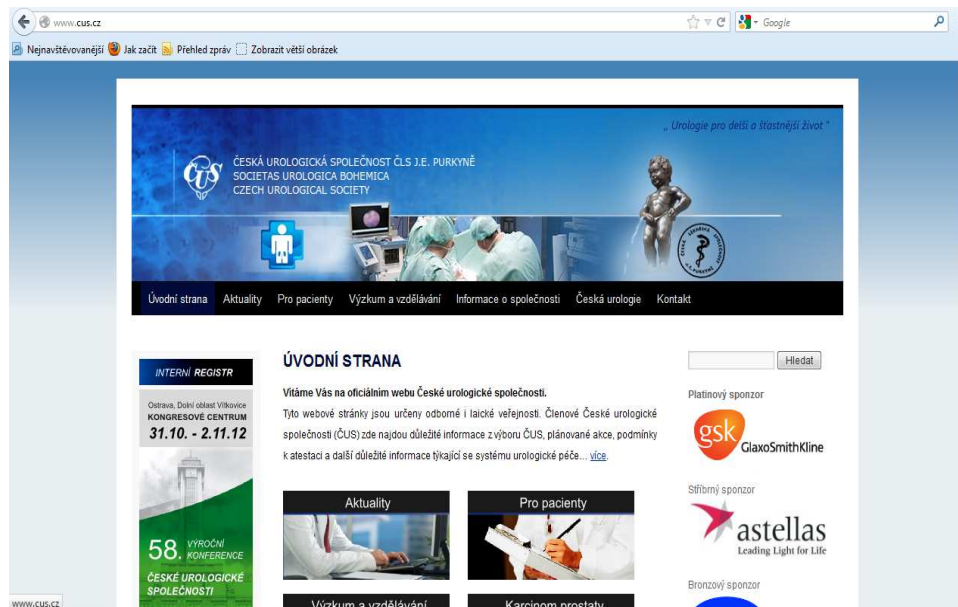 www.cus.cz
Google
Nejnavštěvovanější
Jak začít
Přehled zpráv
Zobrazit větší obrázek
„ Urologie pro delší a šťastnější život "
ČUS
ČESKÁ UROLOGICKÁ SPOLEČNOST ČLS J.E. PURKYNĚ
SOCIETAS UROLOGICA BOHEMICA
CZECH UROLOGICAL SOCIETY
Úvodní strana
Aktuality
Pro pacienty
Výzkum a vzdělávání
Informace o společnosti
Česká urologie
Kontakt
INTERNÍ REGISTR
Ostrava, Dolní oblast Vítkovice
KONGRESOVÉ CENTRUM
31.10. - 2.11.12
58. VÝROČNÍ
KONFERENCE
ČESKÉ UROLOGICKÉ
SPOLEČNOSTI
ÚVODNÍ STRANA
Vítáme Vás na oficiálním webu České urologické společnosti.
Tyto webové stránky jsou určeny odborné i laické veřejnosti. Členové České urologické
společnosti (ČUS) zde najdou důležité informace z výboru ČUS, plánované akce, podmínky
k atestaci a další důležité informace týkající se systému urologické péče... více.
Aktuality
Pro pacienty
Výzkum a vzdělávání
Karcinom prostaty
Hledat
Platinový sponzor
gsk
GlaxoSmithKline
Stříbrný sponzor
astellas
Leading Light for Life
Bronzový sponzor
www.cus.cz